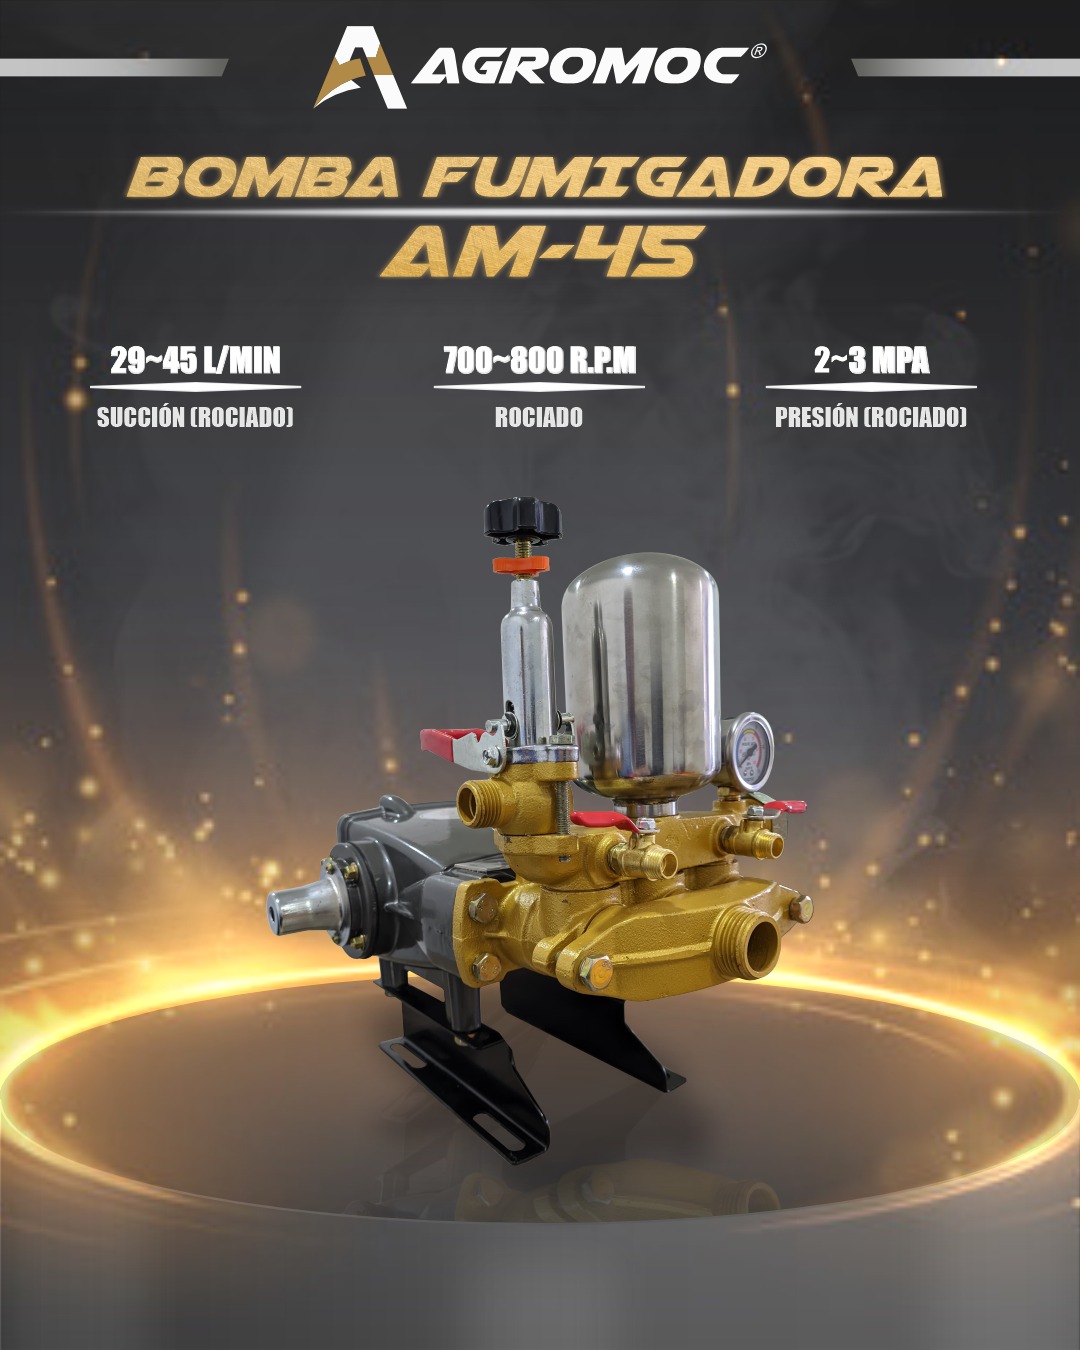 AGROMOC®
BOMBA FUMIGADORA
AM-45
29~45 L/MIN
700~800 R.P.M
2~3 MPA
SUCCIÓN (ROCIADO)
ROCIADO
PRESIÓN (ROCIADO)